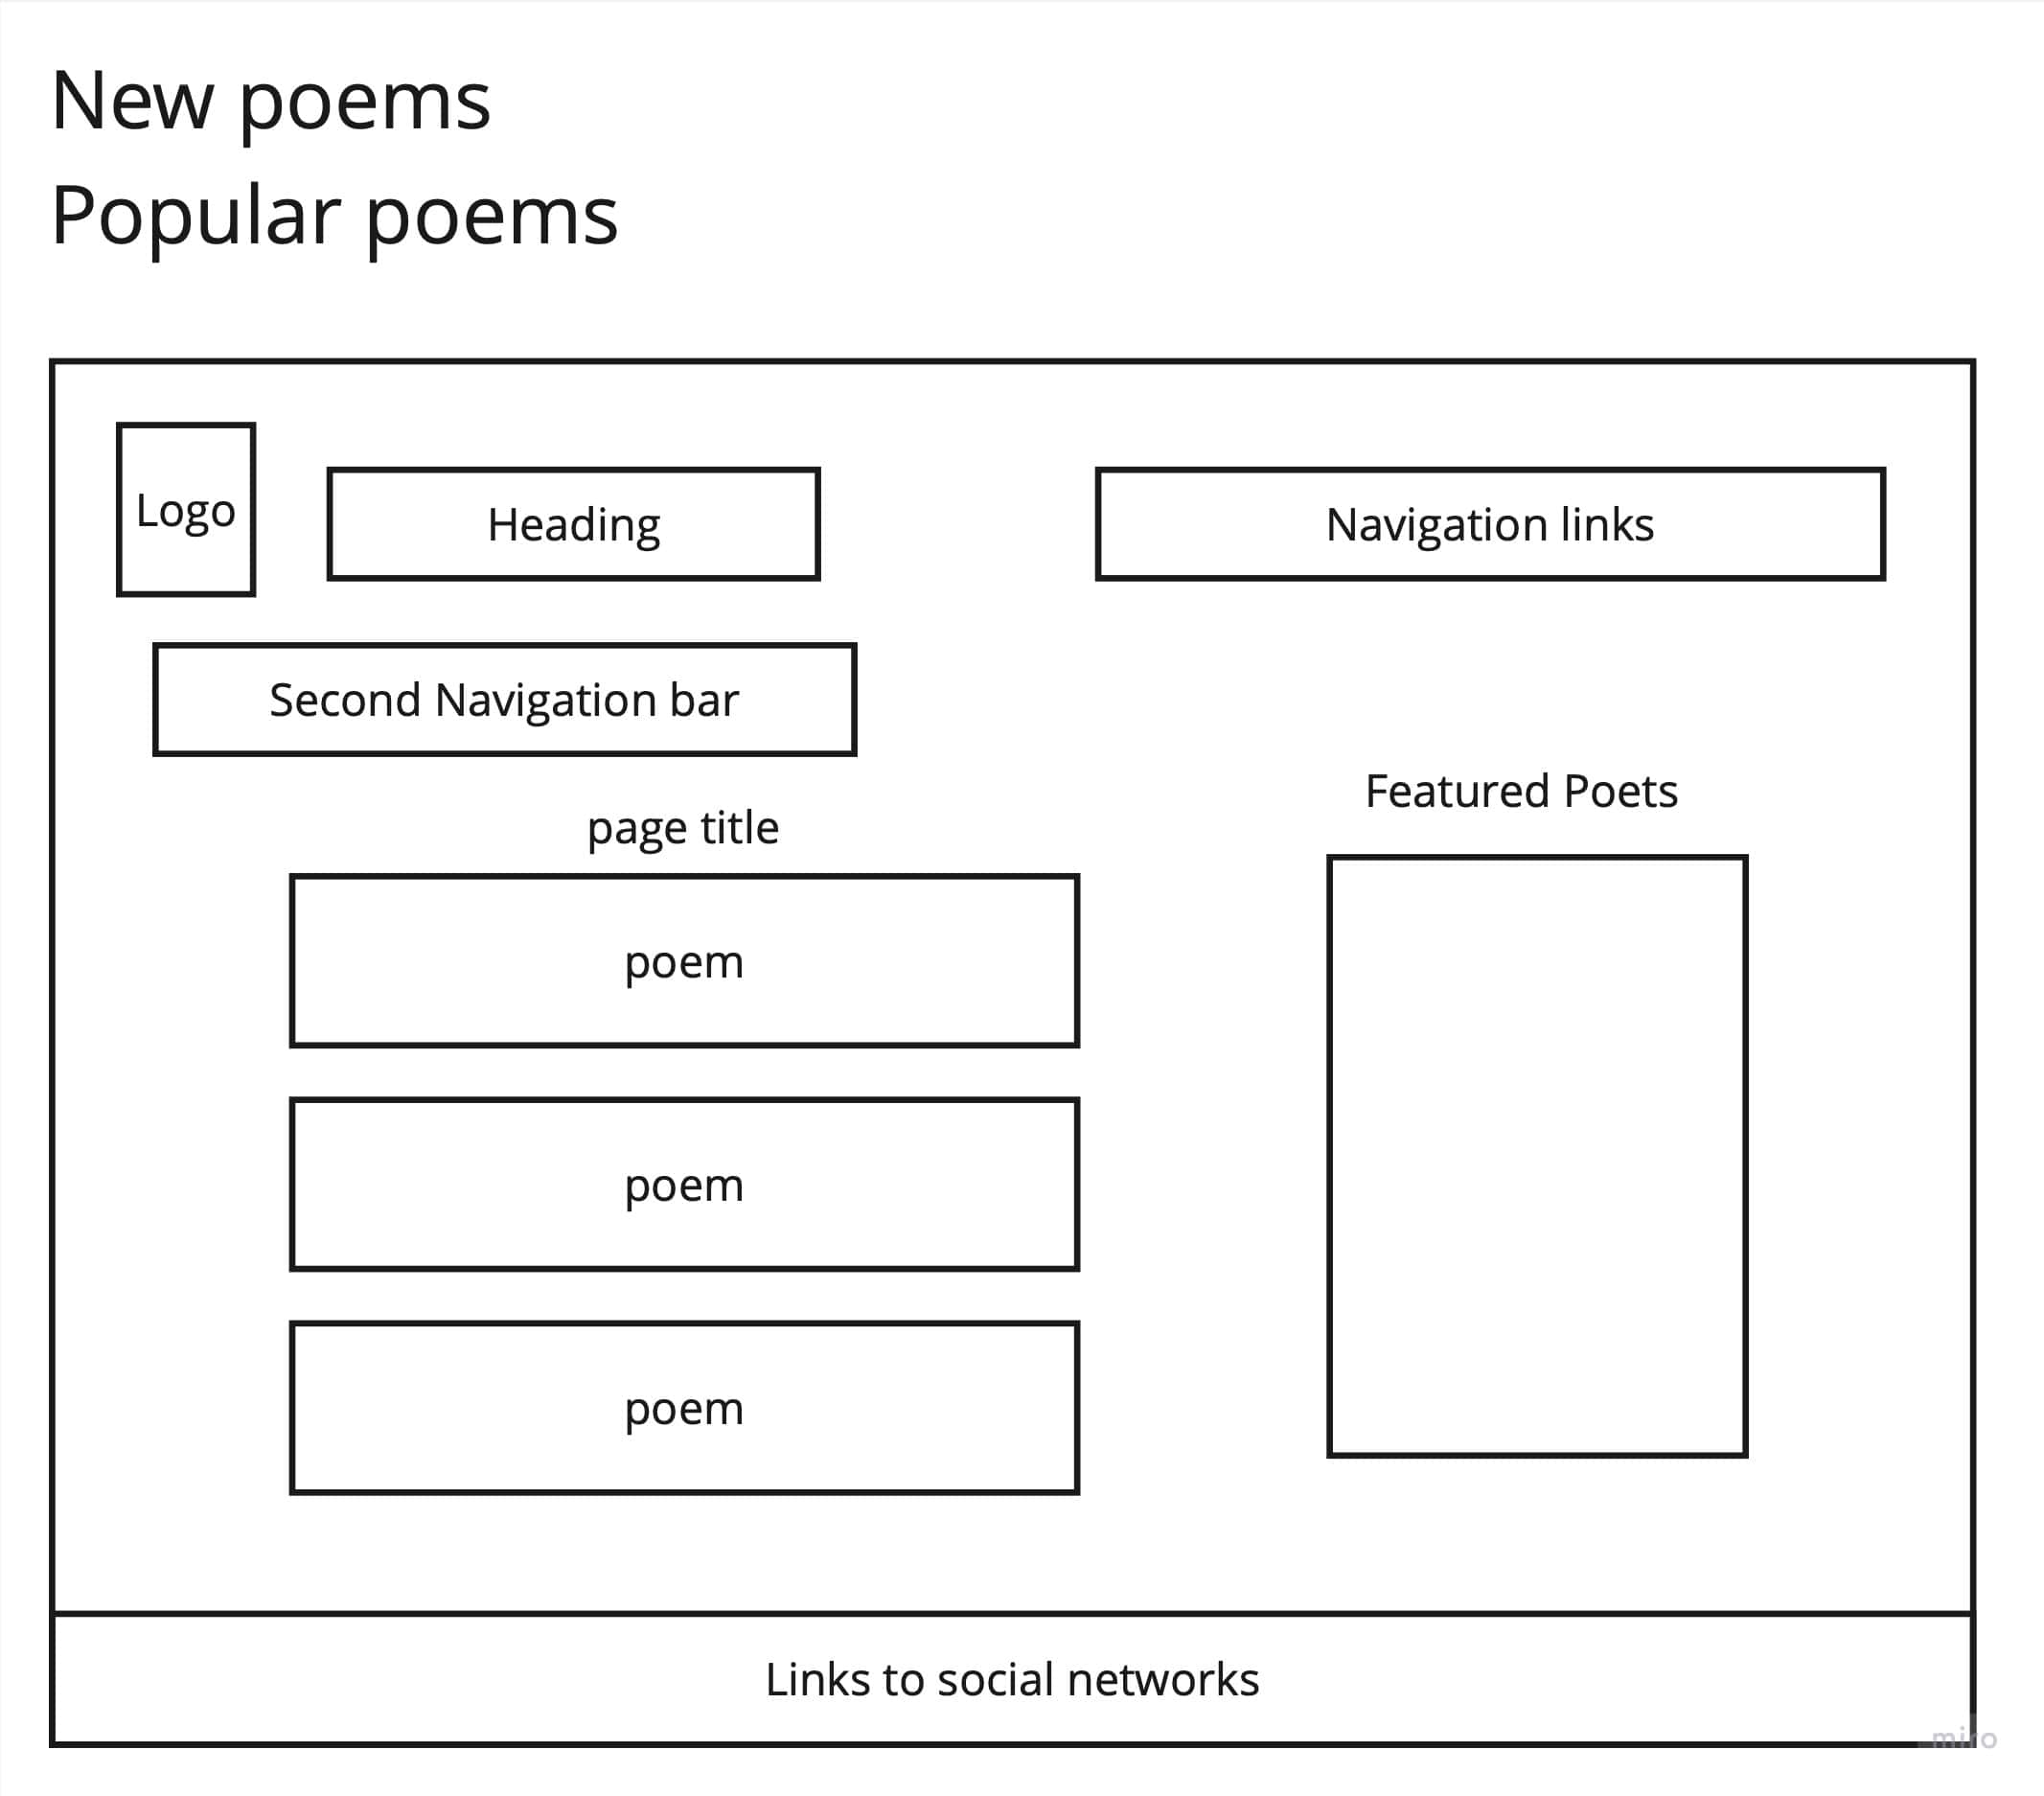 New poems
Popular poems
Logo
Heading
Navigation links
Second Navigation bar
Featured Poets
page title
poem
poem
poem
Links to social networks
miro